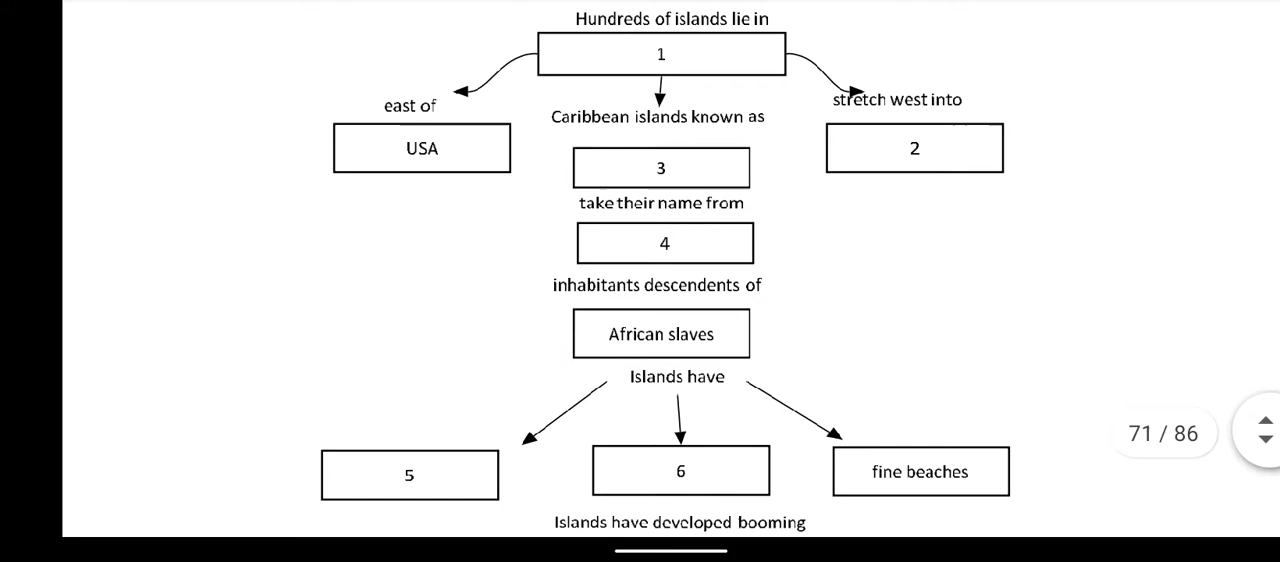 Hundreds of islands lie in
1
east of
stretch west into
Caribbean islands known as
USA
2
3
take their name from
4
inhabitants descendents of
African slaves
Islands have
71 / 86
5
6
fine beaches
Islands have developed booming